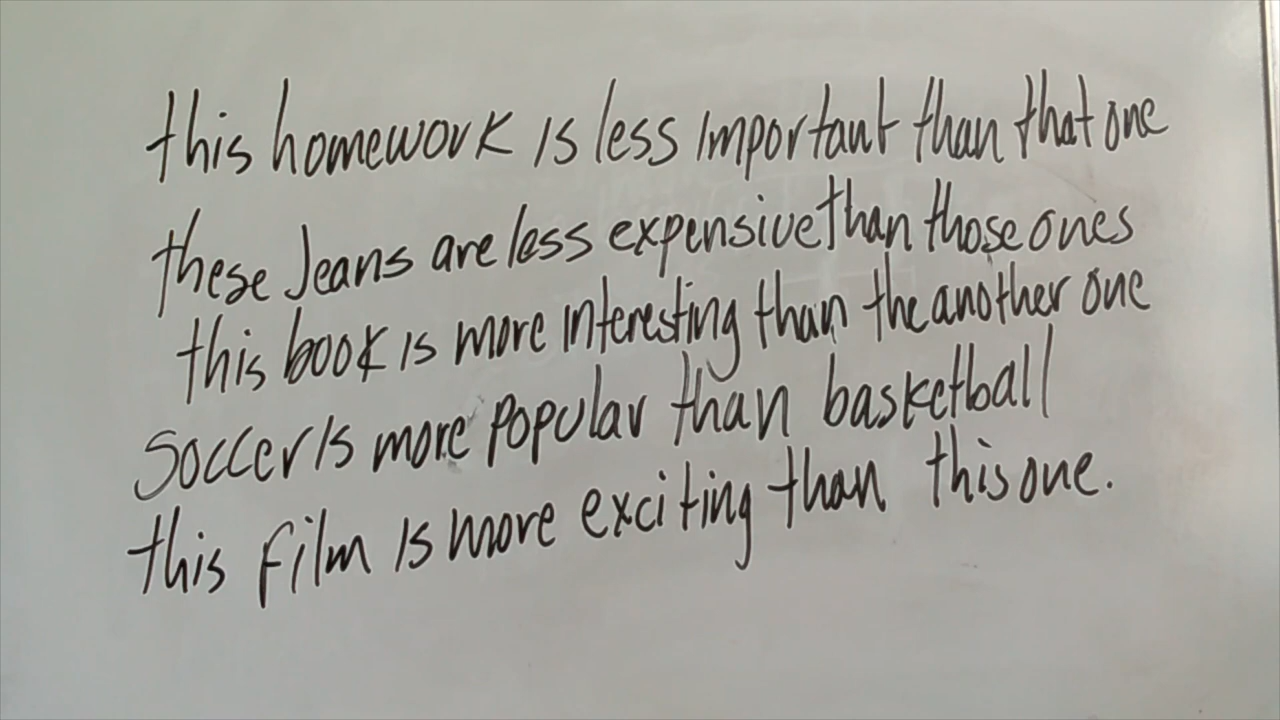 this homework is less important than that one
these Jeans are less expensive than those ones
this book is more interesting than the another one
soccer is more popular than basketball
this film is more exciting than this one.